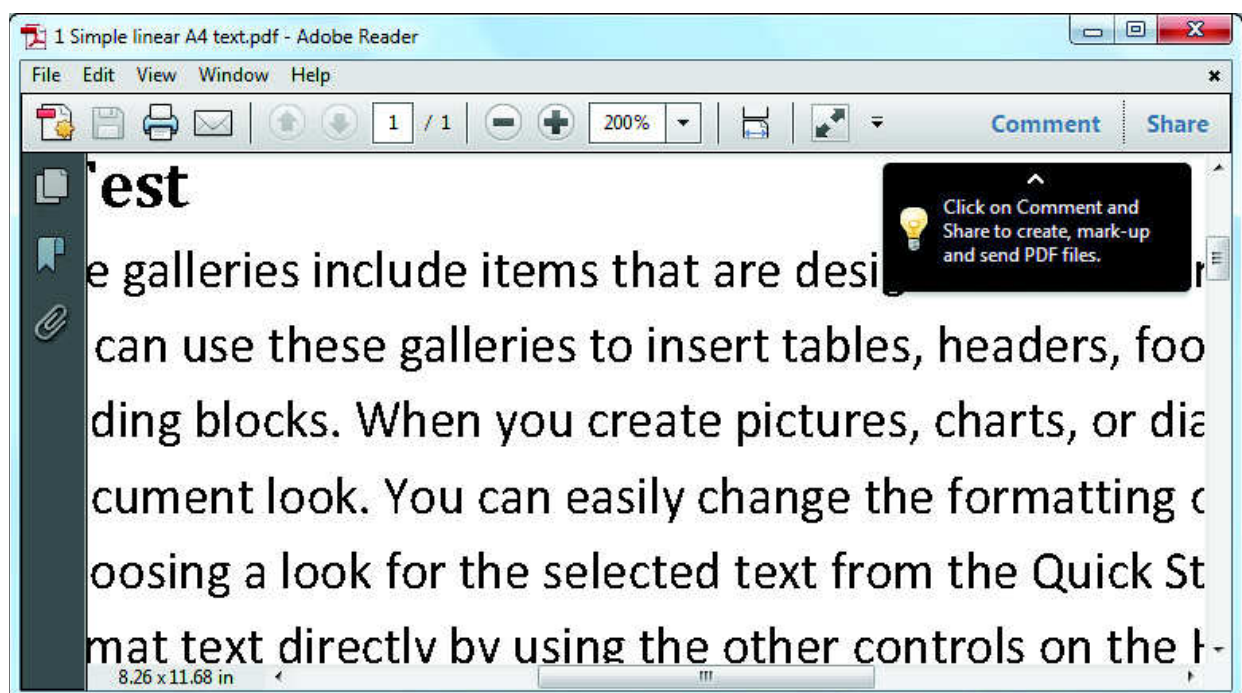 1 Simple linear A4 text.pdf - Adobe Reader
File Edit View Window Help
1 / 1 200% Comment Share
Test
Click on Comment and
Share to create, mark-up
and send PDF files.
e galleries include items that are desi
can use these galleries to insert tables, headers, foo
ding blocks. When you create pictures, charts, or dia
cument look. You can easily change the formatting o
oosing a look for the selected text from the Quick St
mat text directly by using the other controls on the H
8.26 x 11.68 in